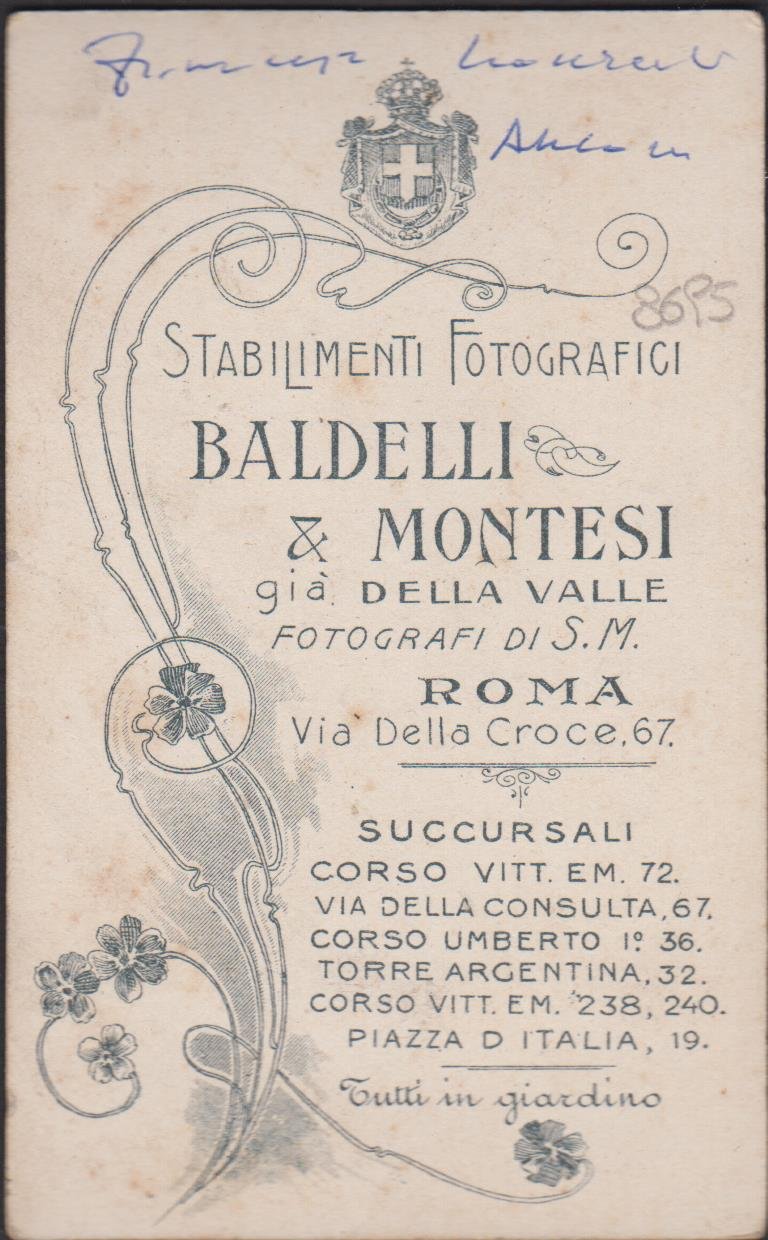 8695
STABILIMENTI FOTOGRAFICI
BALDELLI
& MONTESI
già DELLA VALLE
FOTOGRAFI DI S. M.
ROMA
Via Della Croce, 67.
SUCCURSALI
CORSO VITT. EM. 72.
VIA DELLA CONSULTA, 67.
CORSO UMBERTO Iº 36.
TORRE ARGENTINA, 32.
CORSO VITT. EM. 238, 240.
PIAZZA D ITALIA, 19.
Tutti in giardino